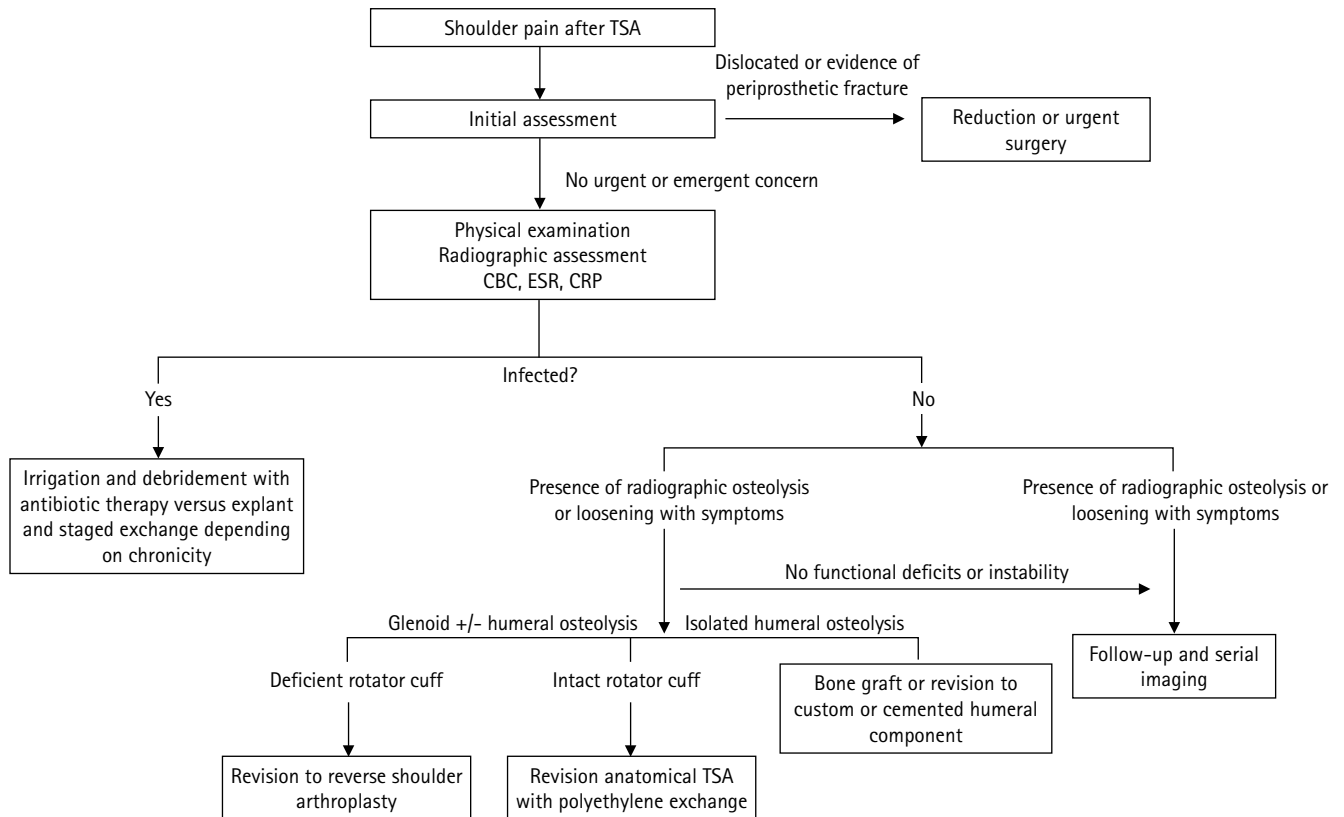 Shoulder pain after TSA
Dislocated or evidence of
periprosthetic fracture
Initial assessment
Reduction or urgent
surgery
No urgent or emergent concern
Physical examination
Radiographic assessment
CBC, ESR, CRP
Infected?
Yes
No
Irrigation and debridement with
antibiotic therapy versus explant
and staged exchange depending
on chronicity
Presence of radiographic osteolysis
or loosening with symptoms
Presence of radiographic osteolysis or
loosening with symptoms
No functional deficits or instability
Glenoid +/- humeral osteolysis
Isolated humeral osteolysis
Deficient rotator cuff
Intact rotator cuff
Bone graft or revision to
custom or cemented humeral
component
Follow-up and serial
imaging
Revision to reverse shoulder
arthroplasty
Revision anatomical TSA
with polyethylene exchange